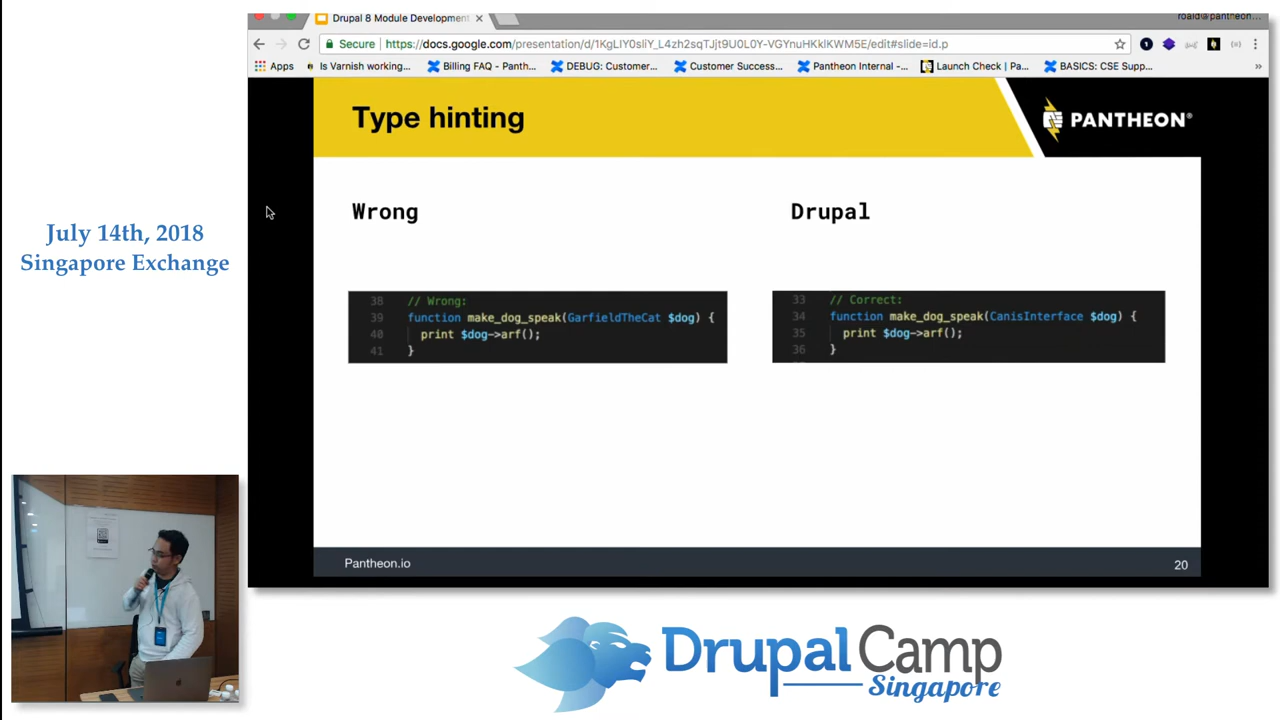 Drupal 8 Module Development
roald@pantheon...
Secure
https://docs.google.com/presentation/d/1KgLIY0sliY_L4zh2sqTJjt9U0L0Y-VGYnuHKklKWM5E/edit#slide=id.p
Apps
Is Varnish working...
Billing FAQ - Panth...
DEBUG: Customer...
Customer Success...
Pantheon Internal -...
Launch Check | Pa...
BASICS: CSE Supp...
»
Type hinting
PANTHEON®
Wrong
Drupal
38 // Wrong:
39 function make_dog_speak(GarfieldTheCat $dog) {
40 print $dog->arf();
41 }
33 // Correct:
34 function make_dog_speak(CanisInterface $dog) {
35 print $dog->arf();
36 }
Pantheon.io
20
July 14th, 2018
Singapore Exchange
DrupalCamp
Singapore